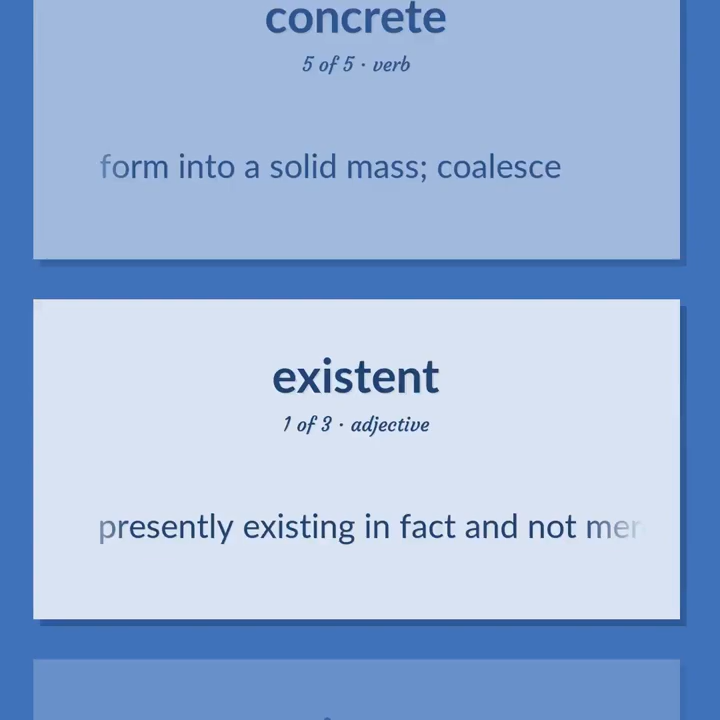 concrete
5 of 5 · verb
form into a solid mass; coalesce
existent
1 of 3 · adjective
presently existing in fact and not mer